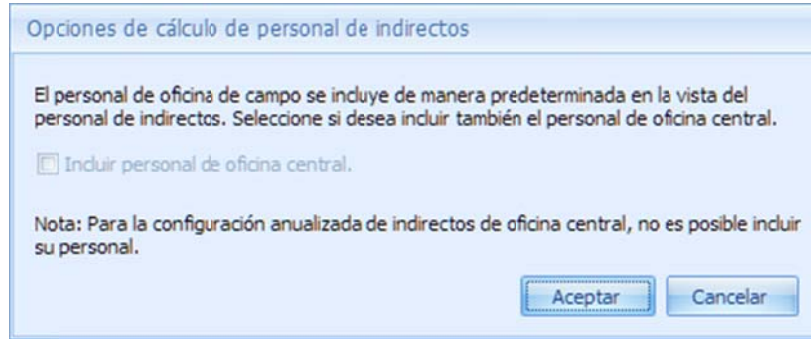 Opciones de cálculo de personal de indirectos
El personal de oficina de campo se incluye de manera predeterminada en la vista del
personal de indirectos. Seleccione si desea incluir también el personal de oficina central.
Incluir personal de oficina central.
Nota: Para la configuración anualizada de indirectos de oficina central, no es posible incluir
su personal.
Aceptar
Cancelar